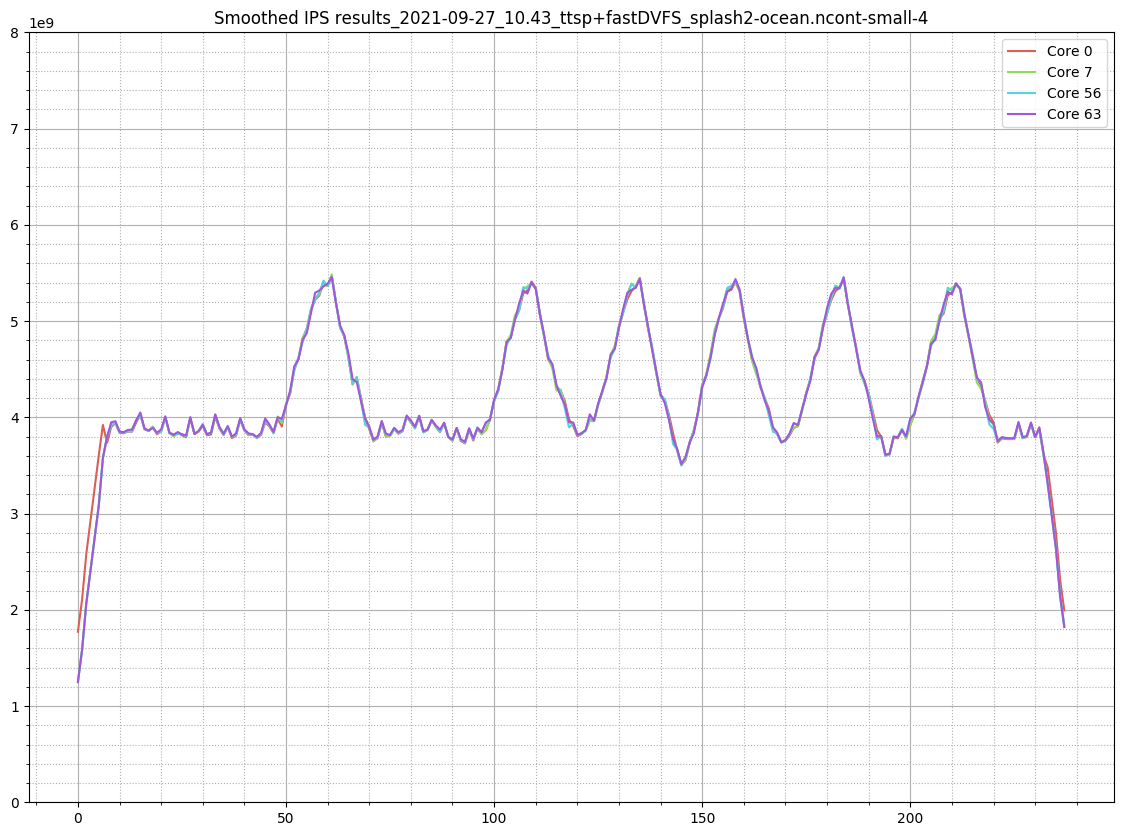 Smoothed IPS results_2021-09-27_10.43_ttsp+fastDVFS_splash2-ocean.ncont-small-4
1e9
Core 0
Core 7
Core 56
Core 63
8
7
6
5
4
3
2
1
0
0 50 100 150 200